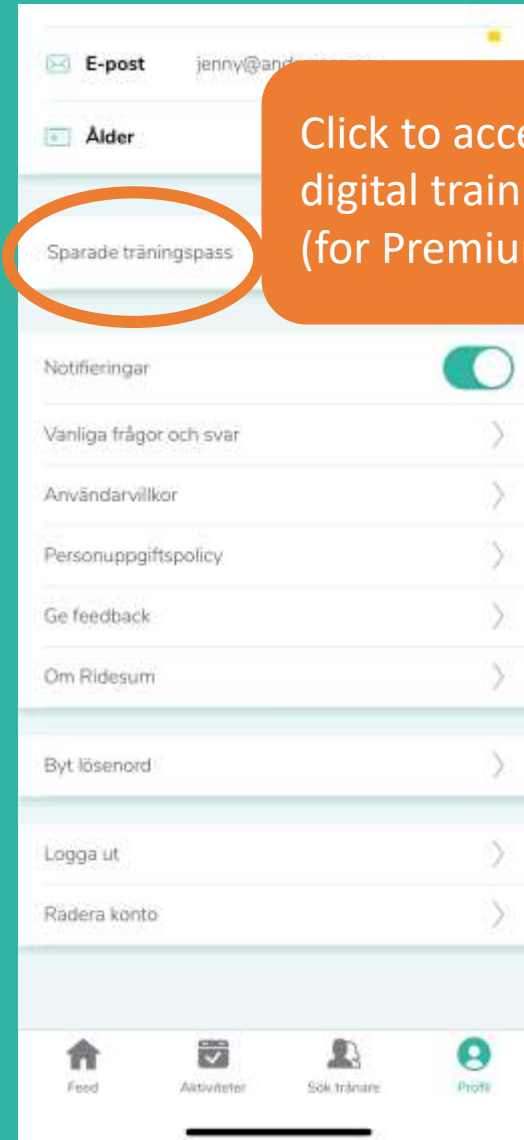 E-post jenny@and
Ålder
Click to acce
digital train
(for Premiu
Sparade träningspass
Notifieringar
Vanliga frågor och svar
Användarvillkor
Personuppgiftspolicy
Ge feedback
Om Ridesum
Byt lösenord
Logga ut
Radera konto
Feed Aktiviteter Sök tränare Profil